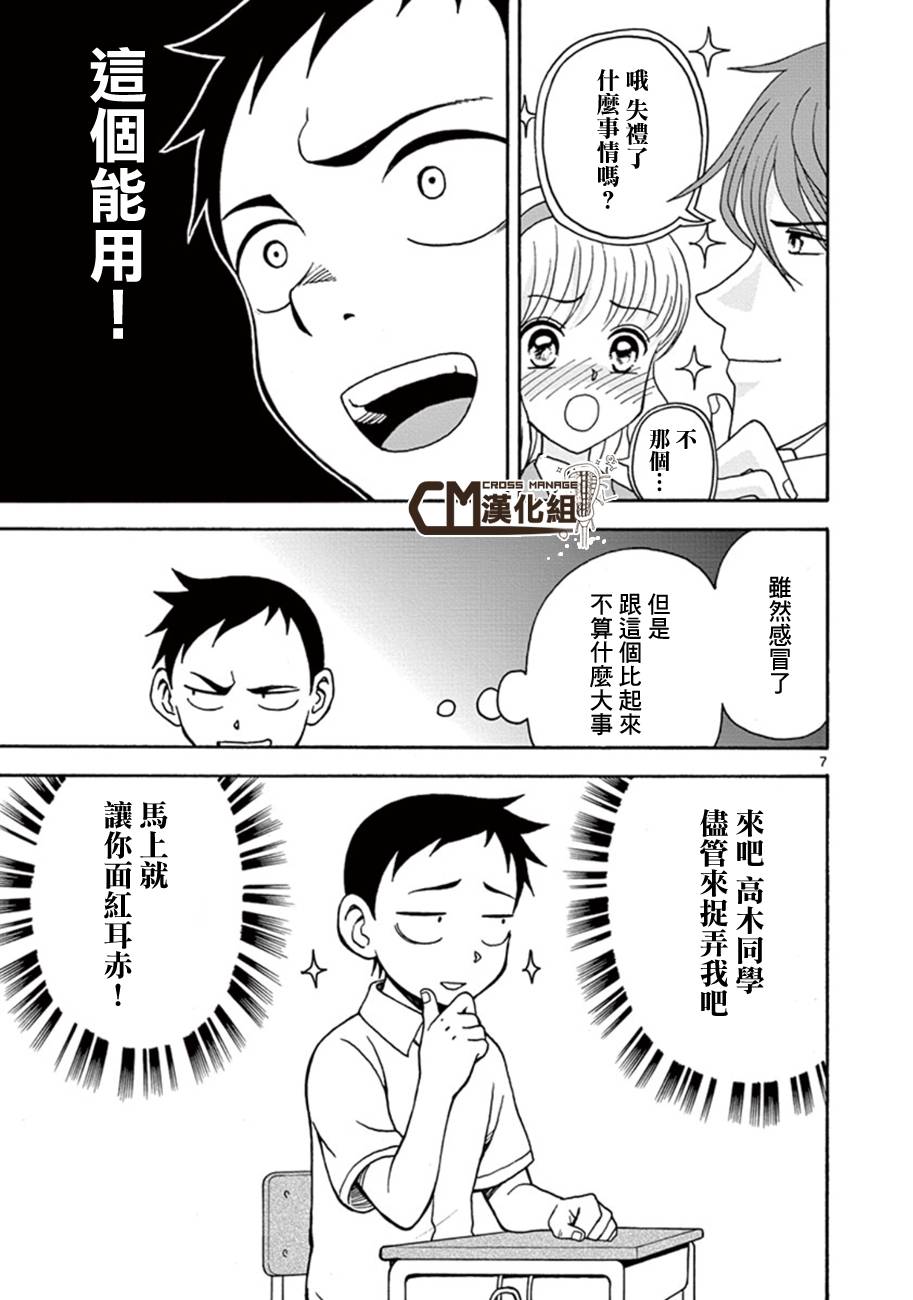 哦 失禮了
什麼事情嗎？
不
那個…
這個能用！
CROSS MANAGE
CM漢化組
雖然感冒了
但是
跟這個比起來
不算什麼大事
7
來吧 高木同學
儘管來捉弄我吧
馬上就
讓你面紅耳赤！